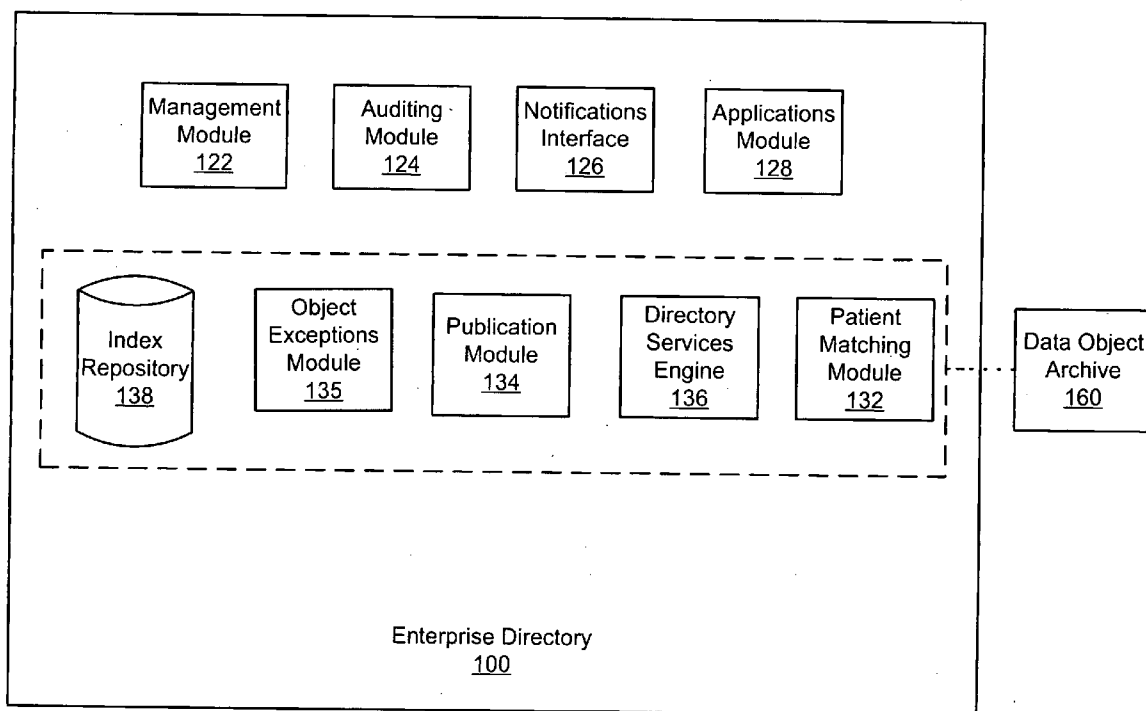 Management
Module
122
Auditing
Module
124
Notifications
Interface
126
Applications
Module
128
Index
Repository
138
Object
Exceptions
Module
135
Publication
Module
134
Directory
Services
Engine
136
Patient
Matching
Module
132
Data Object
Archive
160
Enterprise Directory
100